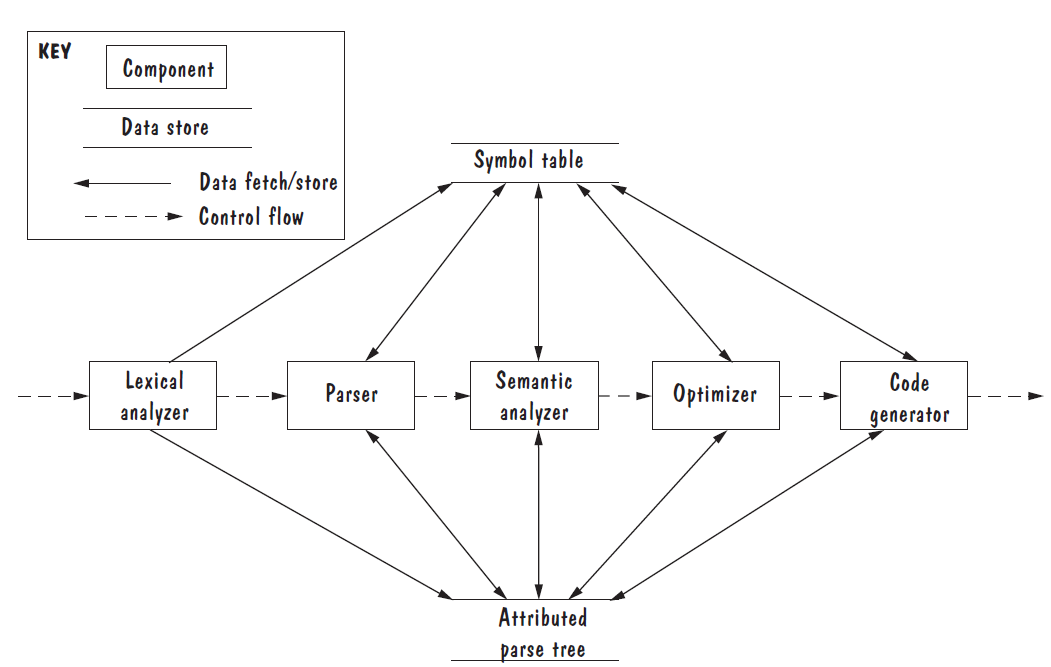 KEY
Component
Data store
Data fetch/store
Control flow
Symbol table
Lexical
analyzer
Parser
Semantic
analyzer
Optimizer
Code
generator
Attributed
parse tree